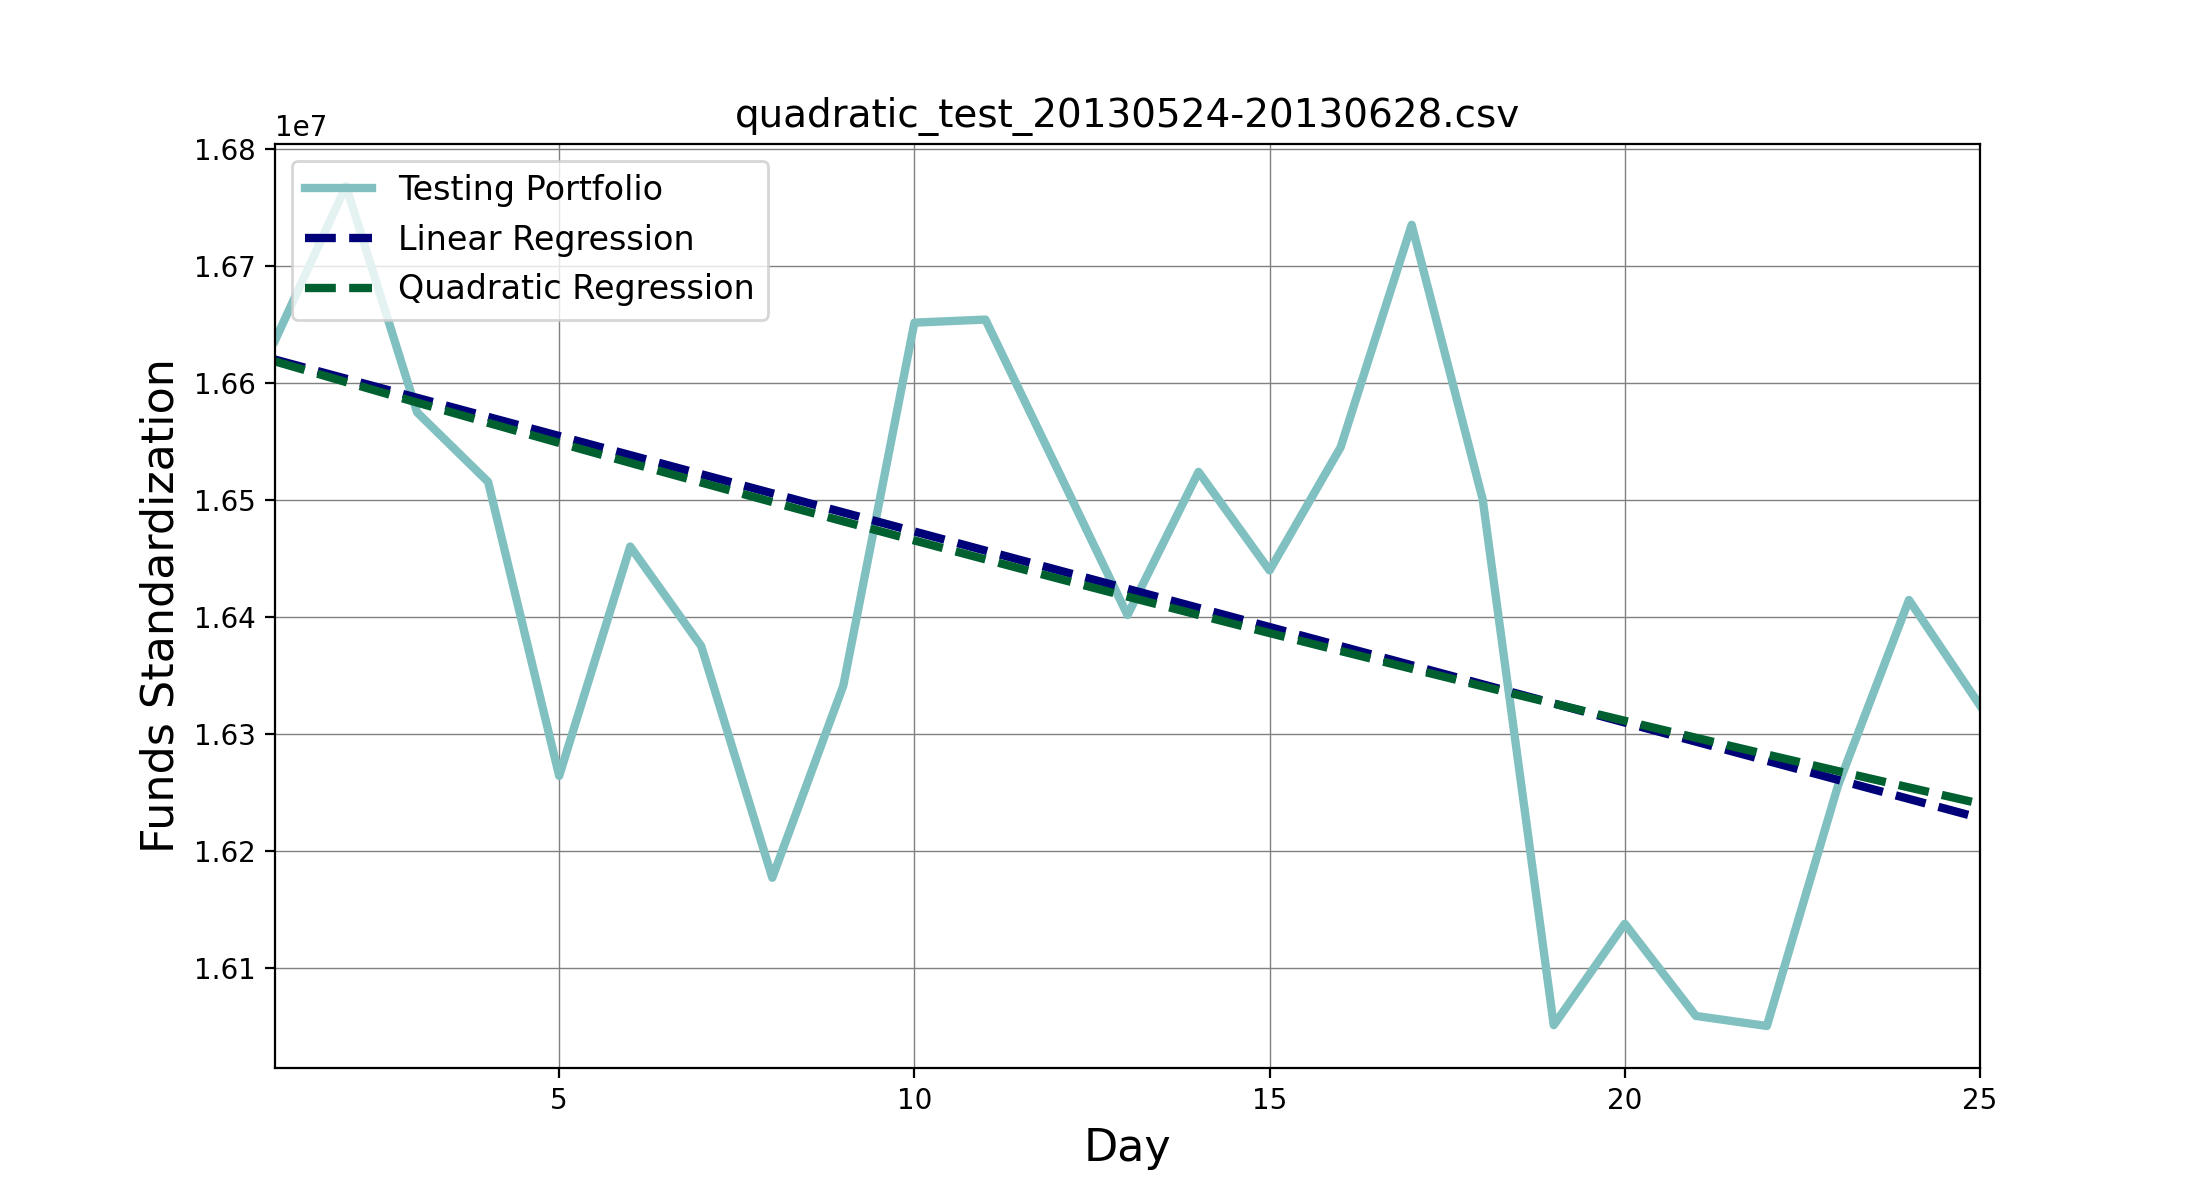 quadratic_test_20130524-20130628.csv
1e7
1.68
1.67
1.66
1.65
1.64
1.63
1.62
1.61
Funds Standardization
Testing Portfolio
Linear Regression
Quadratic Regression
5
10
15
20
25
Day